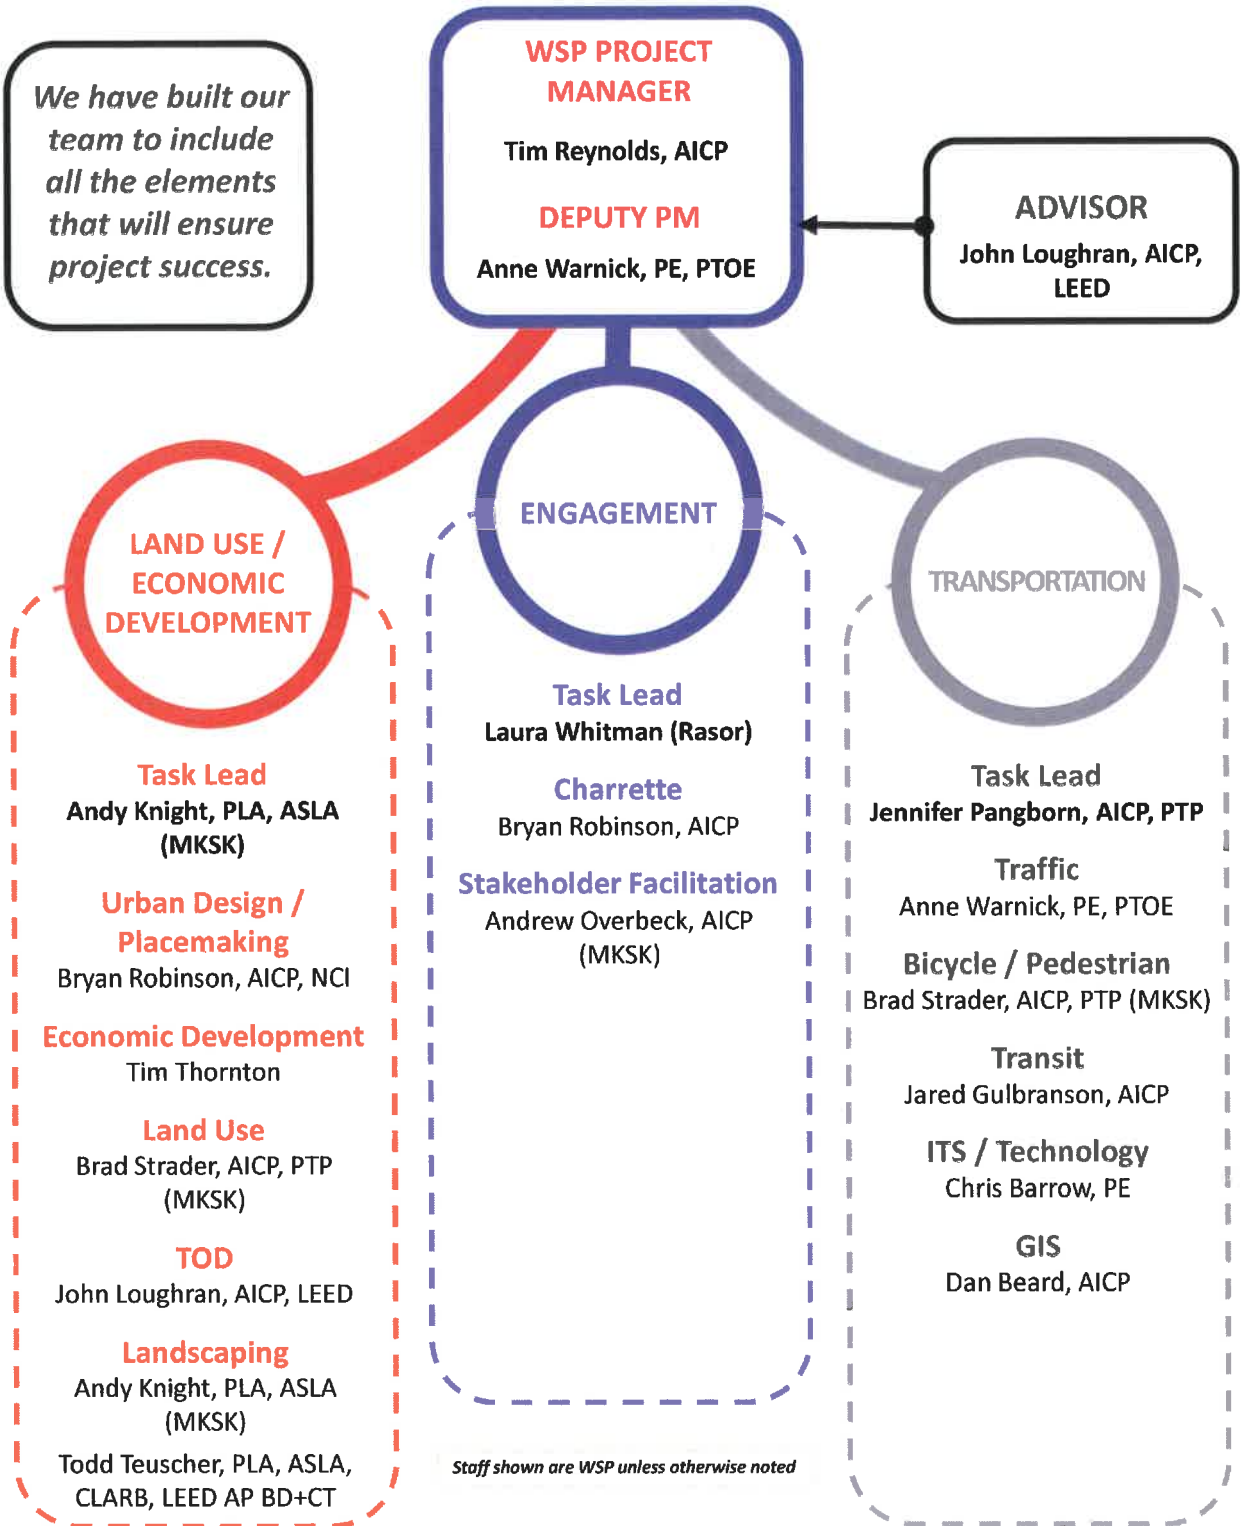 We have built our
team to include
all the elements
that will ensure
project success.
WSP PROJECT
MANAGER
Tim Reynolds, AICP
DEPUTY PM
Anne Warnick, PE, PTOE
ADVISOR
John Loughran, AICP,
LEED
LAND USE /
ECONOMIC
DEVELOPMENT
Task Lead
Andy Knight, PLA, ASLA
(MKSK)
Urban Design /
Placemaking
Bryan Robinson, AICP, NCI
Economic Development
Tim Thornton
Land Use
Brad Strader, AICP, PTP
(MKSK)
TOD
John Loughran, AICP, LEED
Landscaping
Andy Knight, PLA, ASLA
(MKSK)
Todd Teuscher, PLA, ASLA,
CLARB, LEED AP BD+CT
ENGAGEMENT
Task Lead
Laura Whitman (Rasor)
Charrette
Bryan Robinson, AICP
Stakeholder Facilitation
Andrew Overbeck, AICP
(MKSK)
Staff shown are WSP unless otherwise noted
TRANSPORTATION
Task Lead
Jennifer Pangborn, AICP, PTP
Traffic
Anne Warnick, PE, PTOE
Bicycle / Pedestrian
Brad Strader, AICP, PTP (MKSK)
Transit
Jared Gulbranson, AICP
ITS / Technology
Chris Barrow, PE
GIS
Dan Beard, AICP